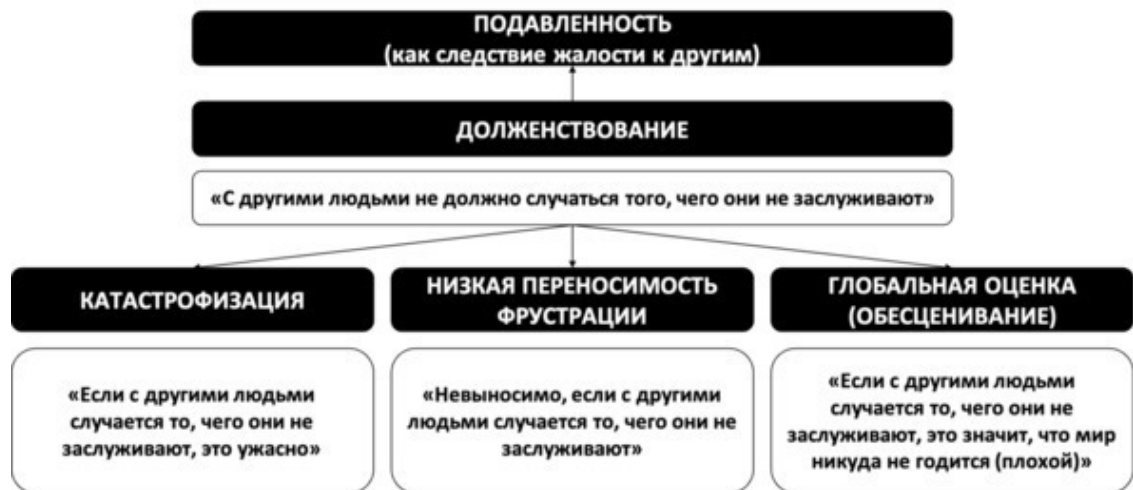 ПОДАВЛЕННОСТЬ
(как следствие жалости к другим)
ДОЛЖЕНСТВОВАНИЕ
«С другими людьми не должно случаться того, чего они не заслуживают»
КАТАСТРОФИЗАЦИЯ
«Если с другими людьми
случается то, чего они не
заслуживают, это ужасно»
НИЗКАЯ ПЕРЕНОСИМОСТЬ
ФРУСТРАЦИИ
«Невыносимо, если с другими
людьми случается то, чего они не
заслуживают»
ГЛОБАЛЬНАЯ ОЦЕНКА
(ОБЕСЦЕНИВАНИЕ)
«Если с другими людьми
случается то, чего они не
заслуживают, это значит, что мир
никуда не годится (плохой)»